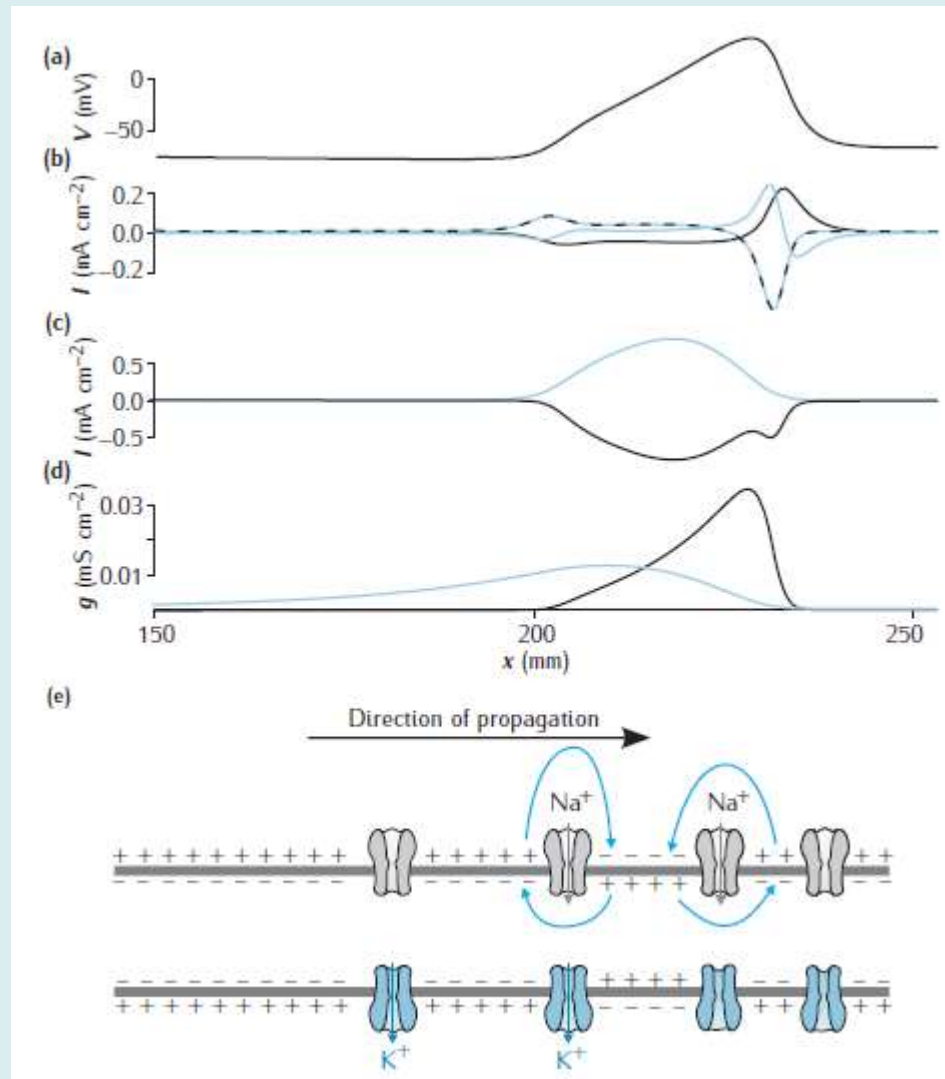 (a)
0
−50
V (mV)
(b)
0.2
0.0
−0.2
I (mA cm⁻²)
(c)
0.5
0.0
−0.5
I (mA cm⁻²)
(d)
0.03
0.01
g (mS cm⁻²)
150 200 250
x (mm)
(e)
Direction of propagation
Na⁺ Na⁺
+ + + + + + + + + + + + + + + + − − − − + + + +
− − − − − − − − − − − − − − − + + + + − − − −
− − − − − − − − − − − − − − − + + + + − − − −
+ + + + + + + + + + + + + + + + − − − − + + + +
K⁺ K⁺